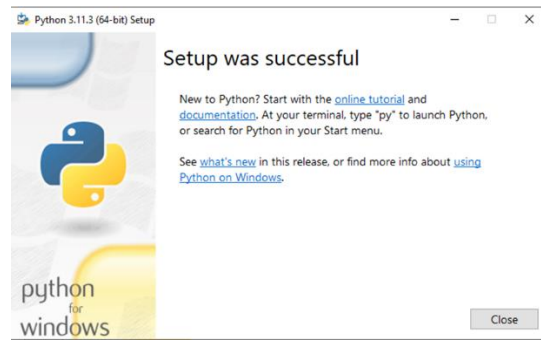 Python 3.11.3 (64-bit) Setup
Setup was successful
New to Python? Start with the online tutorial and
documentation. At your terminal, type "py" to launch Python,
or search for Python in your Start menu.
See what's new in this release, or find more info about using
Python on Windows.
python
for
windows
Close